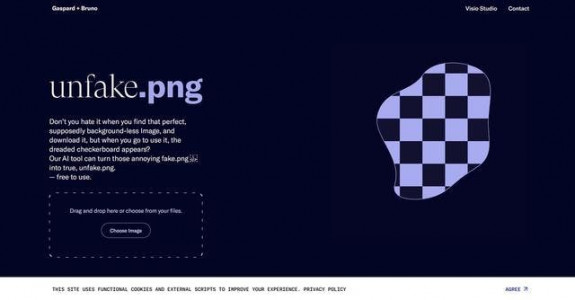 Gaspard + Bruno
Visio Studio Contact
unfake.png
Don't you hate it when you find that perfect,
supposedly background-less image, and
download it, but when you go to use it, the
dreaded checkerboard appears?
Our AI tool can turn those annoying fake.png
into true, unfake.png.
— free to use.
Drag and drop here or choose from your files.
Choose Image
THIS SITE USES FUNCTIONAL COOKIES AND EXTERNAL SCRIPTS TO IMPROVE YOUR EXPERIENCE. PRIVACY POLICY
AGREE ↗